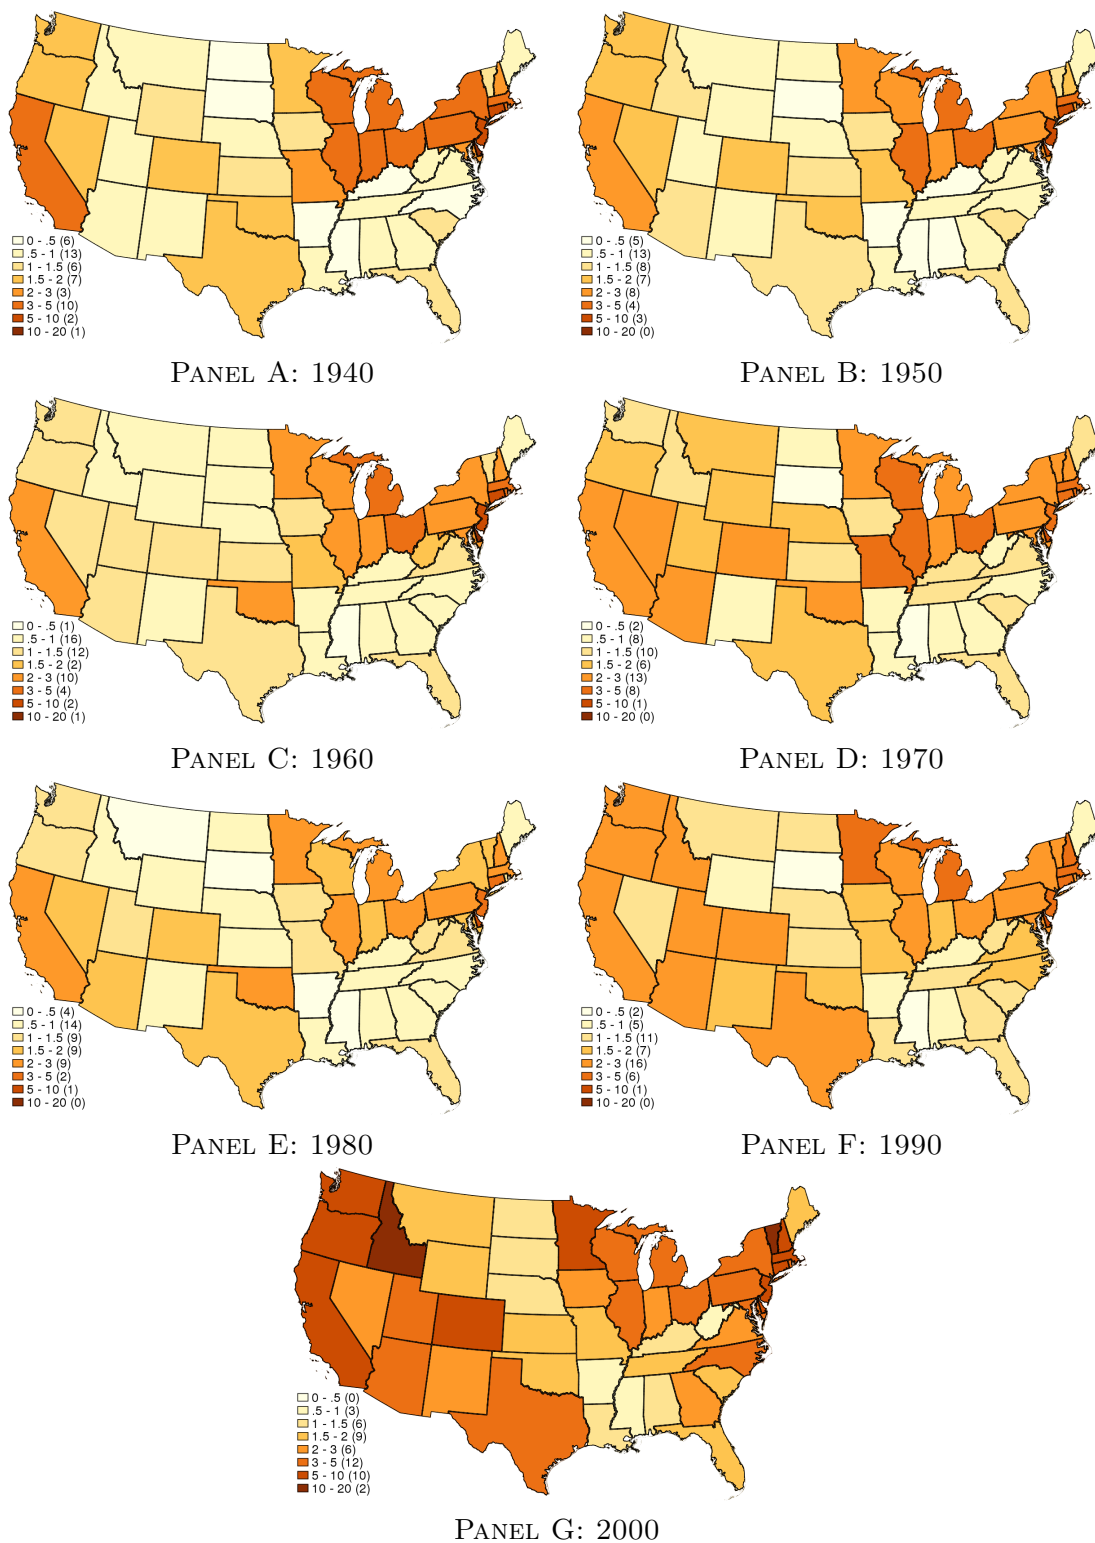 0 - .5 (6)
.5 - 1 (13)
1 - 1.5 (6)
1.5 - 2 (7)
2 - 3 (3)
3 - 5 (10)
5 - 10 (2)
10 - 20 (1)
PANEL A: 1940
0 - .5 (5)
.5 - 1 (13)
1 - 1.5 (8)
1.5 - 2 (7)
2 - 3 (8)
3 - 5 (4)
5 - 10 (3)
10 - 20 (0)
PANEL B: 1950
0 - .5 (1)
.5 - 1 (16)
1 - 1.5 (12)
1.5 - 2 (2)
2 - 3 (10)
3 - 5 (4)
5 - 10 (2)
10 - 20 (1)
PANEL C: 1960
0 - .5 (2)
.5 - 1 (8)
1 - 1.5 (10)
1.5 - 2 (6)
2 - 3 (13)
3 - 5 (8)
5 - 10 (1)
10 - 20 (0)
PANEL D: 1970
0 - .5 (4)
.5 - 1 (14)
1 - 1.5 (9)
1.5 - 2 (9)
2 - 3 (9)
3 - 5 (2)
5 - 10 (1)
10 - 20 (0)
PANEL E: 1980
0 - .5 (2)
.5 - 1 (5)
1 - 1.5 (11)
1.5 - 2 (7)
2 - 3 (16)
3 - 5 (6)
5 - 10 (1)
10 - 20 (0)
PANEL F: 1990
0 - .5 (0)
.5 - 1 (3)
1 - 1.5 (6)
1.5 - 2 (9)
2 - 3 (6)
3 - 5 (12)
5 - 10 (10)
10 - 20 (2)
PANEL G: 2000